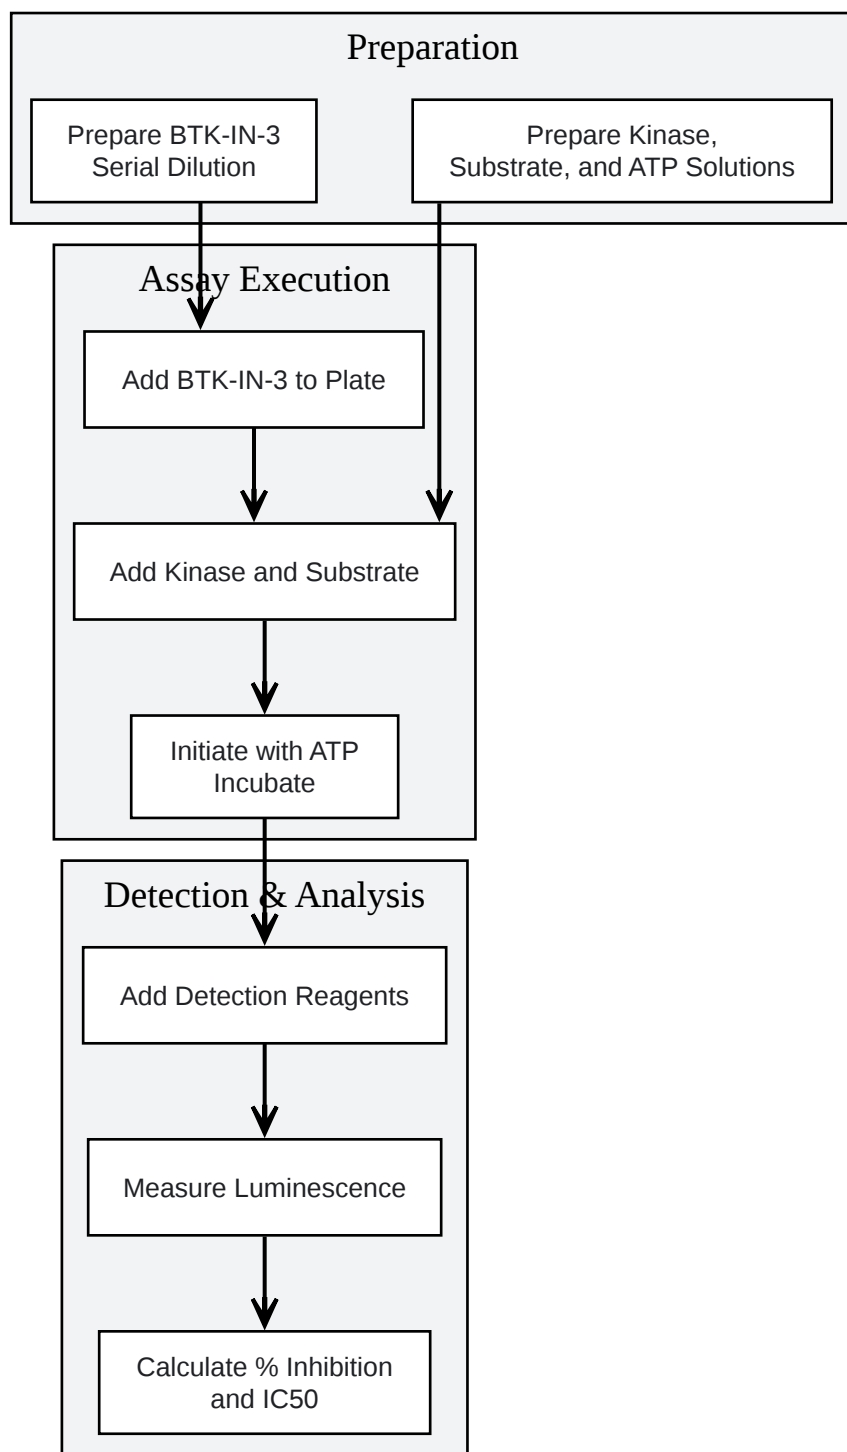 Preparation
Prepare BTK-IN-3
Serial Dilution
Prepare Kinase,
Substrate, and ATP Solutions
Assay Execution
Add BTK-IN-3 to Plate
Add Kinase and Substrate
Initiate with ATP
Incubate
Detection & Analysis
Add Detection Reagents
Measure Luminescence
Calculate % Inhibition
and IC50